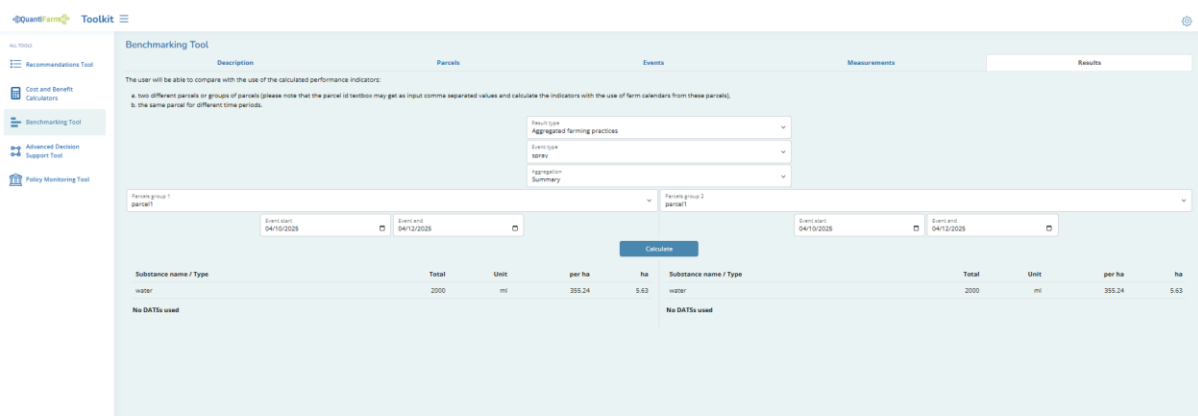 QuantiFarm Toolkit
ALL TOOLS
Recommendations Tool
Cost and Benefit
Calculators
Benchmarking Tool
Advanced Decision
Support Tool
Policy Monitoring Tool
Benchmarking Tool
Description Parcels Events Measurements Results
The user will be able to compare with the use of the calculated performance indicators:
a. two different parcels or groups of parcels (please note that the parcel id textbox may get as input comma separated values and calculate the indicators with the use of farm calendars from these parcels),
b. the same parcel for different time periods.
Result type
Aggregated farming practices
Event type
spray
Aggregation
Summary
Parcels group 1
parcel1
Parcels group 2
parcel1
Event start
04/10/2025
Event end
04/12/2025
Event start
04/10/2025
Event end
04/12/2025
Calculate
Substance name / Type Total Unit per ha ha
water 2000 ml 355.24 5.63
No DATSs used
Substance name / Type Total Unit per ha ha
water 2000 ml 355.24 5.63
No DATSs used